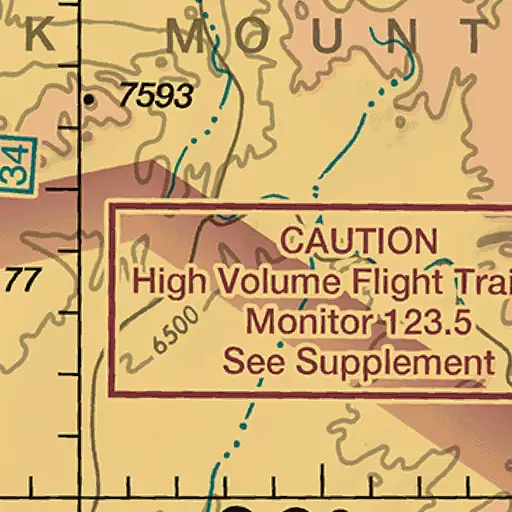 K MOUNT
7593
34
CAUTION
High Volume Flight Trai
77
Monitor 123.5
6500
See Supplement